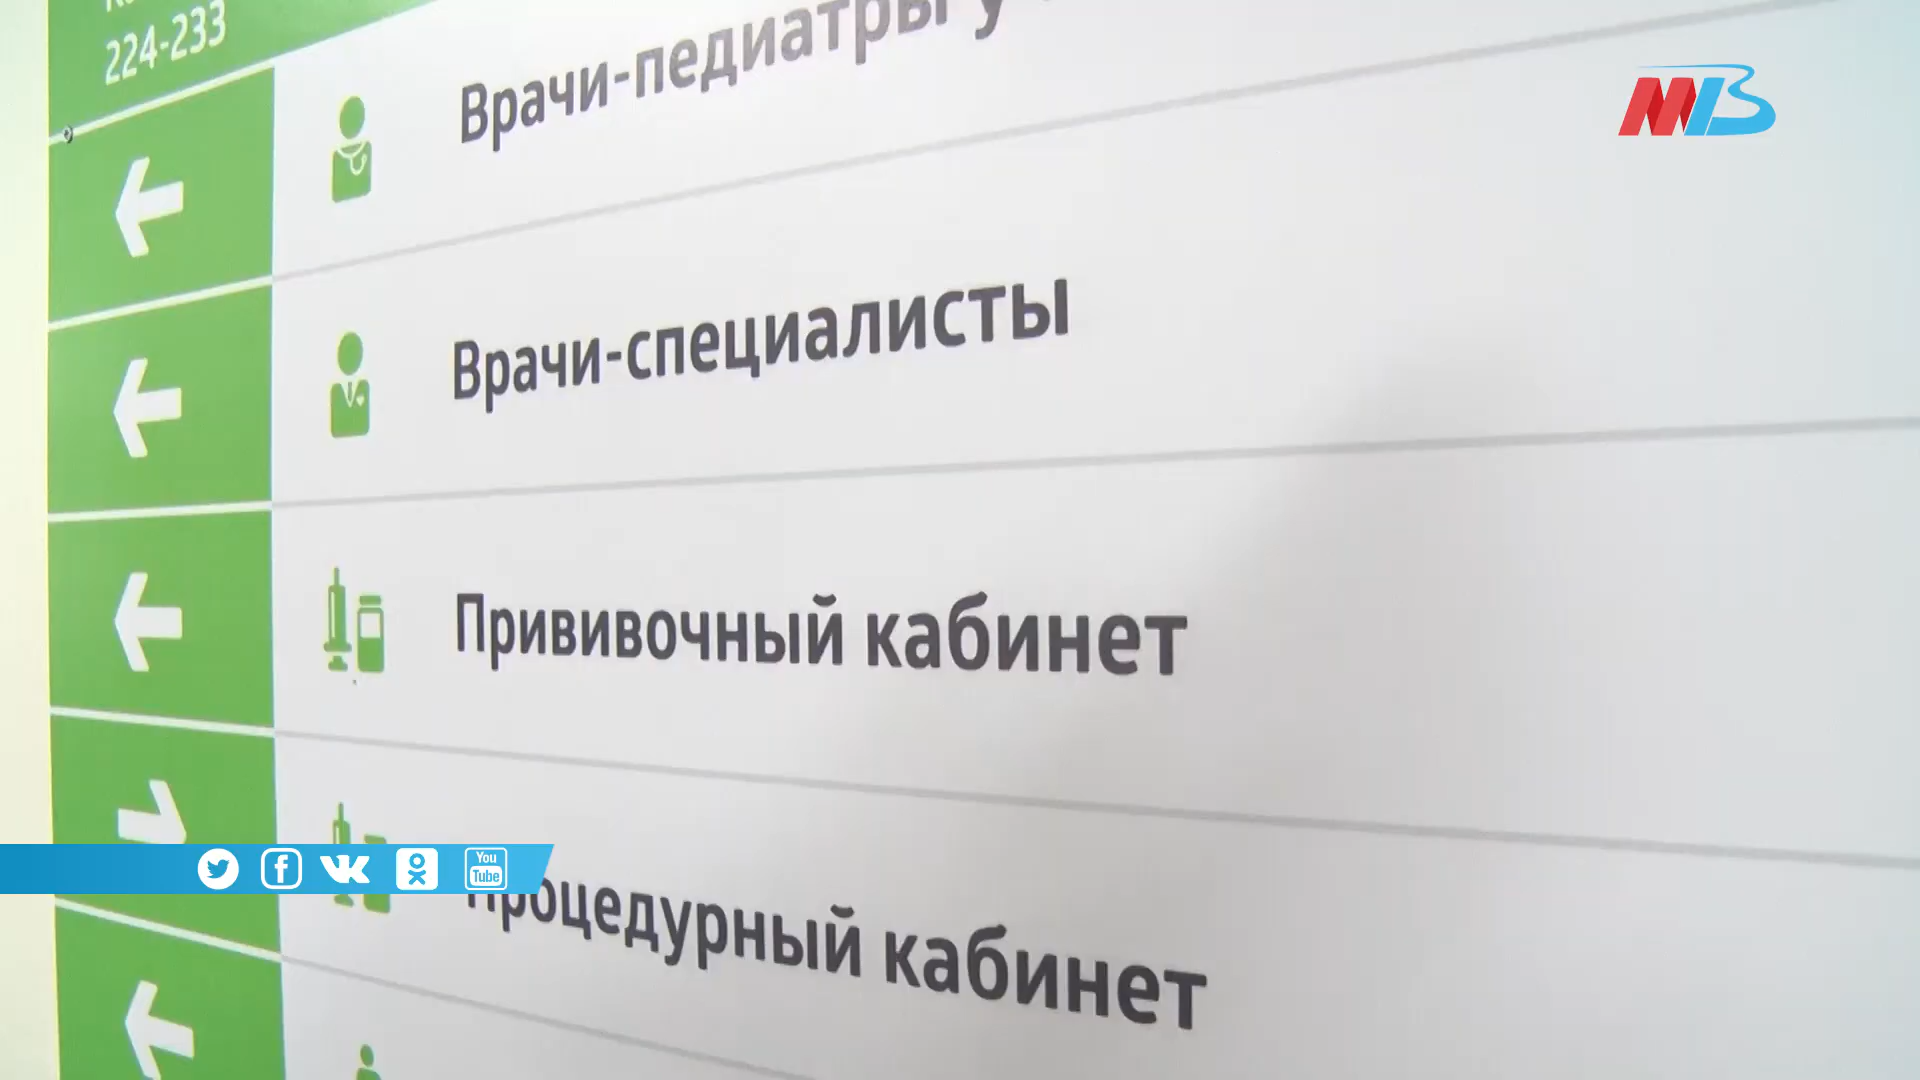 224-233
Врачи-педиатры у
Врачи-специалисты
Прививочный кабинет
Процедурный кабинет
You
Tube